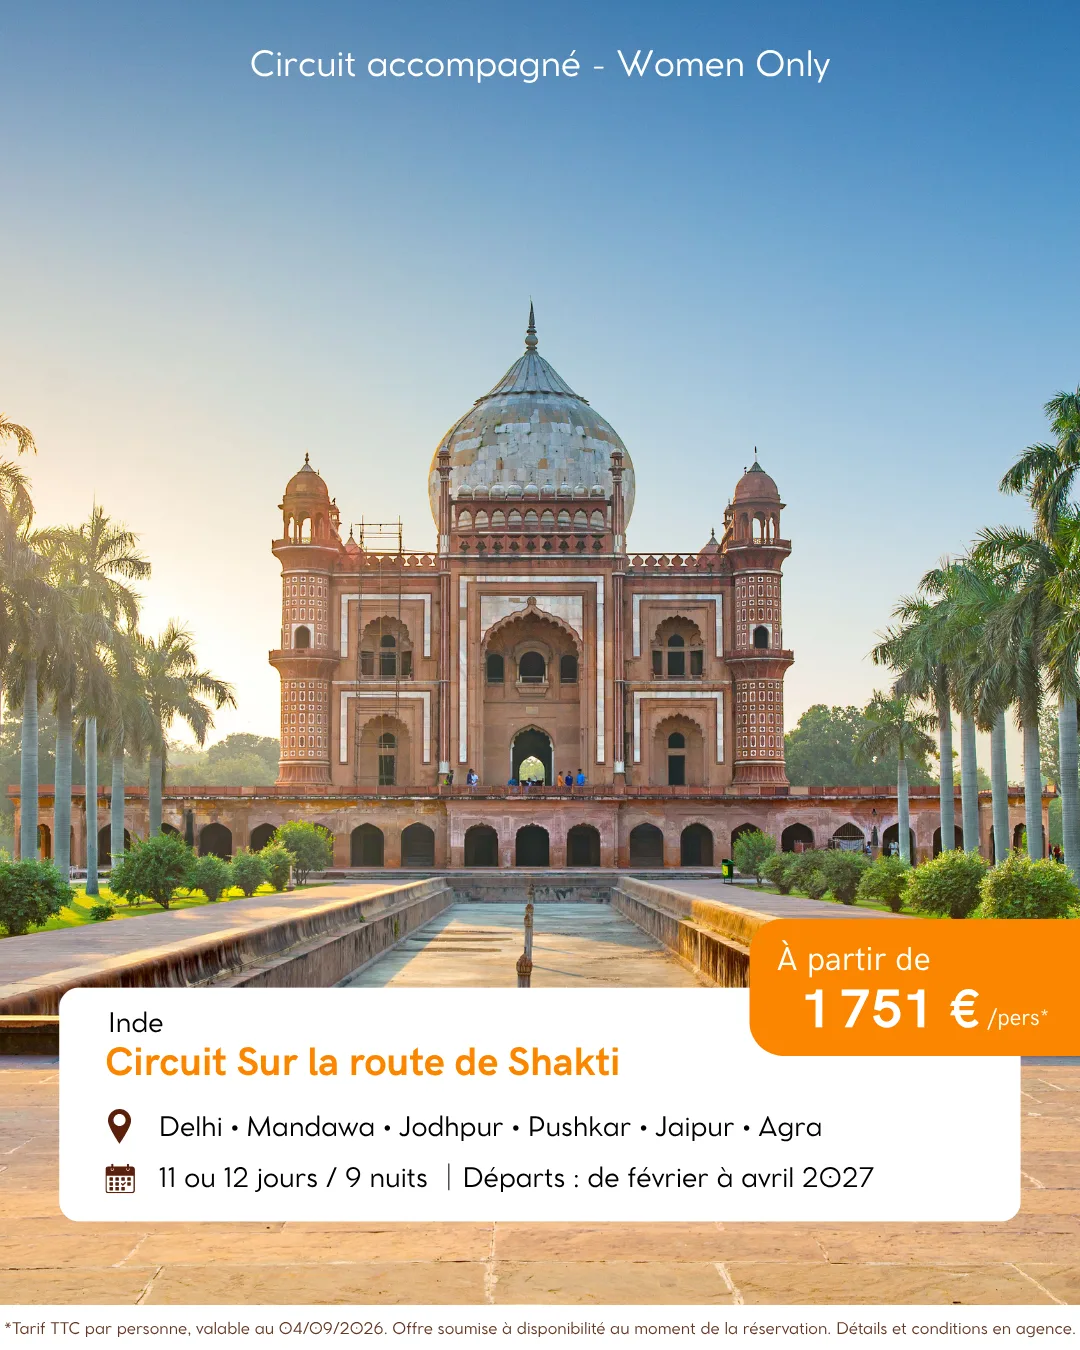 Circuit accompagné - Women Only
À partir de
1 751 € /pers*
Inde
Circuit Sur la route de Shakti
Delhi • Mandawa • Jodhpur • Pushkar • Jaipur • Agra
11 ou 12 jours / 9 nuits | Départs : de février à avril 2027
*Tarif TTC par personne, valable au 04/09/2026. Offre soumise à disponibilité au moment de la réservation. Détails et conditions en agence.